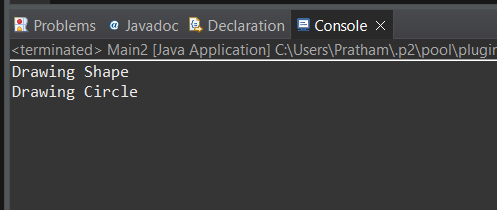 Problems @ Javadoc Declaration Console
<terminated> Main2 [Java Application] C:\Users\Pratham\.p2\pool\plugin
Drawing Shape
Drawing Circle